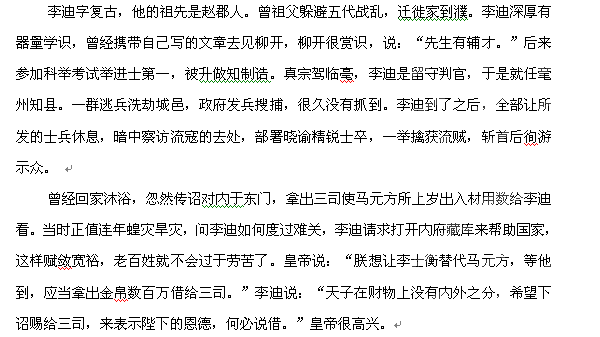 李迪字复古，他的祖先是赵郡人。曾祖父躲避五代战乱，迁徙家到濮。李迪深厚有
器量学识，曾经携带自己写的文章去见柳开，柳开很赏识，说：“先生有辅才。”后来
参加科举考试举进士第一，被升做知制造。真宗驾临毫，李迪是留守判官，于是就任亳
州知县。一群逃兵洗劫城邑，政府发兵搜捕，很久没有抓到。李迪到了之后，全部让所
发的士兵休息，暗中察访流寇的去处，部署晓谕精锐士卒，一举擒获流贼，斩首后徇游
示众。
曾经回家沐浴，忽然传诏对内于东门，拿出三司使马元方所上岁出入材用数给李迪
看。当时正值连年蝗灾旱灾，问李迪如何度过难关，李迪请求打开内府藏库来帮助国家，
这样赋敛宽裕，老百姓就不会过于劳苦了。皇帝说：“朕想让李士衡替代马元方，等他
到，应当拿出金帛数百万借给三司。”李迪说：“天子在财物上没有内外之分，希望下
诏赐给三司，来表示陛下的恩德，何必说借。”皇帝很高兴。